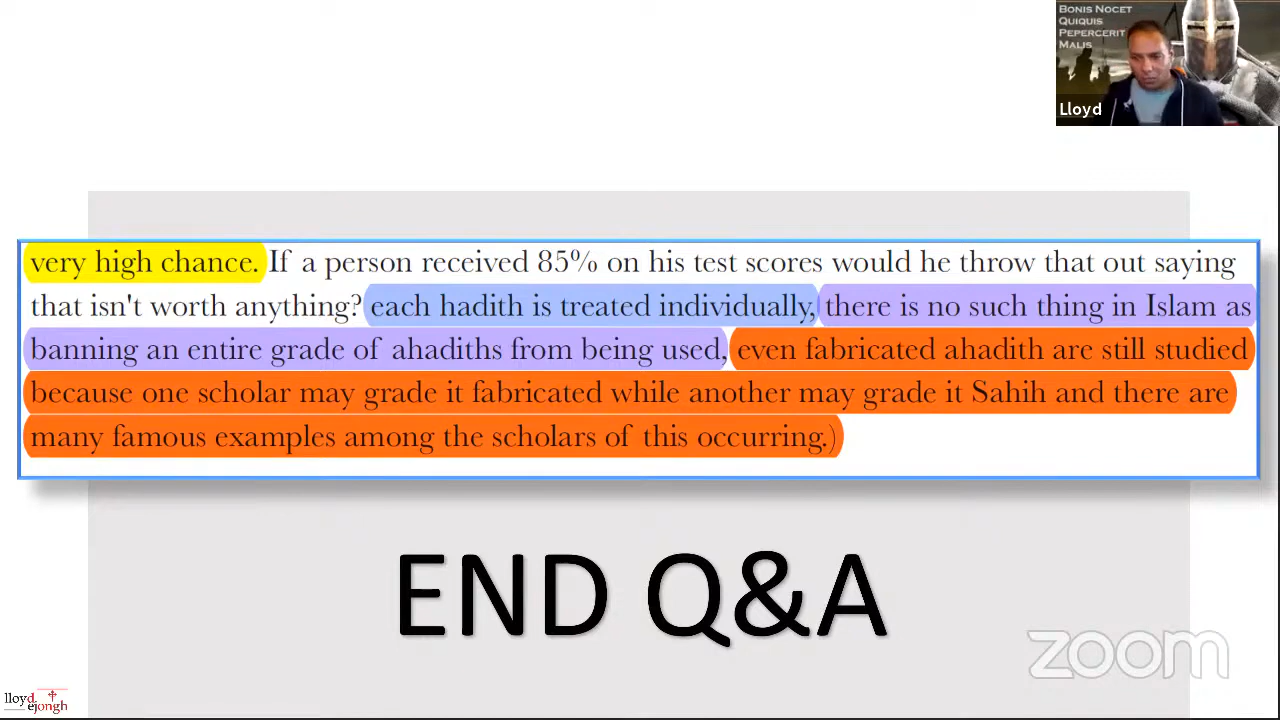 Bonis Nocet
Quiquis
Pepercerit
Malis
Lloyd
very high chance. If a person received 85% on his test scores would he throw that out saying
that isn't worth anything? each hadith is treated individually, there is no such thing in Islam as
banning an entire grade of ahadiths from being used, even fabricated ahadith are still studied
because one scholar may grade it fabricated while another may grade it Sahih and there are
many famous examples among the scholars of this occurring.)
END Q&A
zoom
lloyd
ejongh